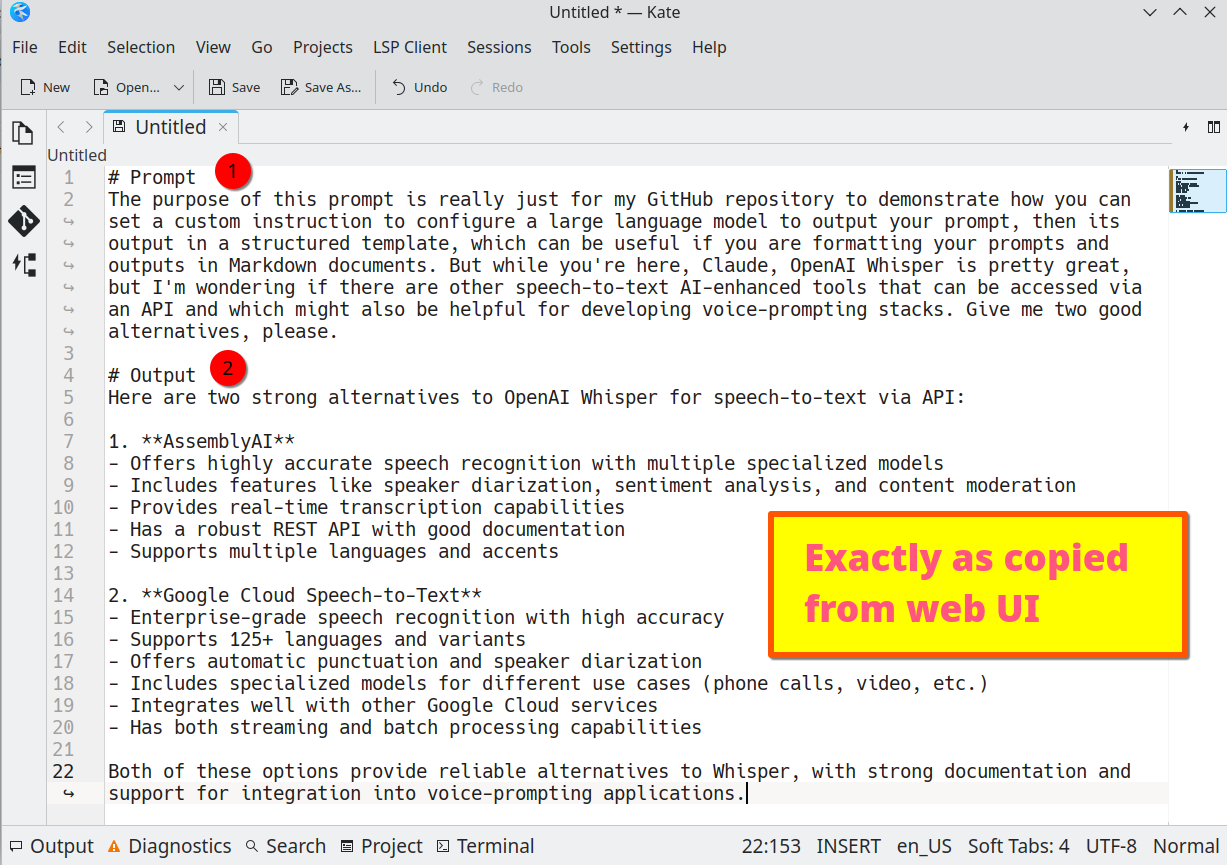 Untitled * — Kate
File Edit Selection View Go Projects LSP Client Sessions Tools Settings Help
New Open... Save Save As... Undo Redo
Untitled
Untitled
1 # Prompt 1
2 The purpose of this prompt is really just for my GitHub repository to demonstrate how you can
set a custom instruction to configure a large language model to output your prompt, then its
output in a structured template, which can be useful if you are formatting your prompts and
outputs in Markdown documents. But while you're here, Claude, OpenAI Whisper is pretty great,
but I'm wondering if there are other speech-to-text AI-enhanced tools that can be accessed via
an API and which might also be helpful for developing voice-prompting stacks. Give me two good
alternatives, please.
3
4 # Output 2
5 Here are two strong alternatives to OpenAI Whisper for speech-to-text via API:
6
7 1. **AssemblyAI**
8 - Offers highly accurate speech recognition with multiple specialized models
9 - Includes features like speaker diarization, sentiment analysis, and content moderation
10 - Provides real-time transcription capabilities
11 - Has a robust REST API with good documentation
12 - Supports multiple languages and accents
13
14 2. **Google Cloud Speech-to-Text**
15 - Enterprise-grade speech recognition with high accuracy
16 - Supports 125+ languages and variants
17 - Offers automatic punctuation and speaker diarization
18 - Includes specialized models for different use cases (phone calls, video, etc.)
19 - Integrates well with other Google Cloud services
20 - Has both streaming and batch processing capabilities
21
22 Both of these options provide reliable alternatives to Whisper, with strong documentation and
support for integration into voice-prompting applications.
Exactly as copied
from web UI
Output Diagnostics Search Project Terminal 22:153 INSERT en_US Soft Tabs: 4 UTF-8 Normal